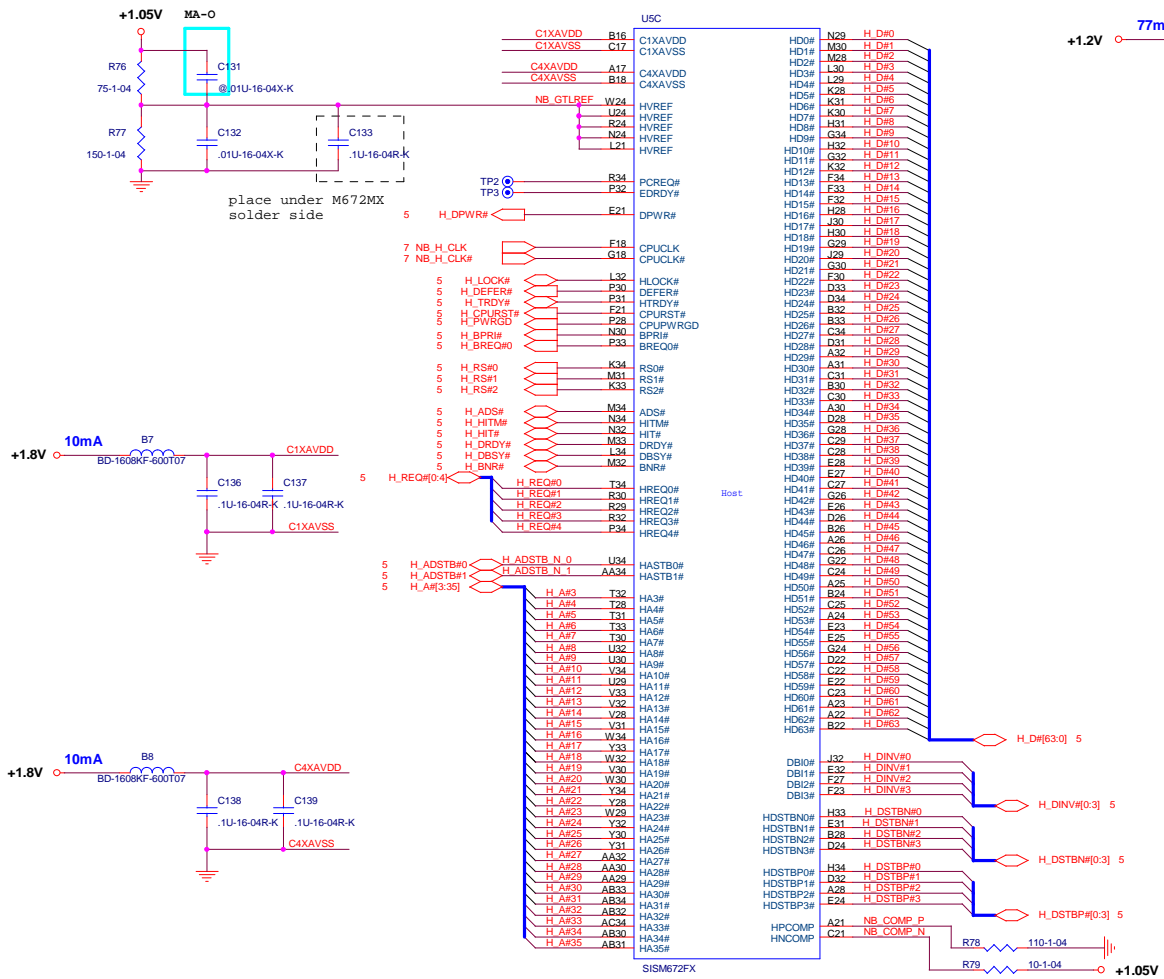 +1.05V
MA-O
R76
75-1-04
C131
@.01U-16-04X-K
R77
150-1-04
C132
.01U-16-04X-K
C133
.1U-16-04R-K
place under M672MX
solder side
+1.8V 10mA B7
BD-1608KF-600T07
C1XAVDD
C136 C137
.1U-16-04R-K .1U-16-04R-K
C1XAVSS
+1.8V 10mA B8
BD-1608KF-600T07
C4XAVDD
C138 C139
.1U-16-04R-K .1U-16-04R-K
C4XAVSS
U5C
C1XAVDD B16 C1XAVDD
C1XAVSS C17 C1XAVSS
C4XAVDD A17 C4XAVDD
C4XAVSS B18 C4XAVSS
NB_GTLREF W24 HVREF
U24 HVREF
R24 HVREF
N24 HVREF
L21 HVREF
TP2 R34 PCREQ#
TP3 P32 EDRDY#
5 H_DPWR# E21 DPWR#
7 NB_H_CLK F18 CPUCLK
7 NB_H_CLK# G18 CPUCLK#
5 H_LOCK# L32 HLOCK#
5 H_DEFER# P30 DEFER#
5 H_TRDY# P31 HTRDY#
5 H_CPURST# F21 CPURST#
5 H_PWRGD P28 CPUPWRGD
5 H_BPRI# N30 BPRI#
5 H_BREQ#0 P33 BREQ0#
5 H_RS#0 K34 RS0#
5 H_RS#1 M31 RS1#
5 H_RS#2 K33 RS2#
5 H_ADS# M34 ADS#
5 H_HITM# N34 HITM#
5 H_HIT# N32 HIT#
5 H_DRDY# M33 DRDY#
5 H_DBSY# L34 DBSY#
5 H_BNR# M32 BNR#
5 H_REQ#[0:4]
H_REQ#0 T34 HREQ0#
H_REQ#1 R30 HREQ1#
H_REQ#2 R29 HREQ2#
H_REQ#3 R32 HREQ3#
H_REQ#4 P34 HREQ4#
5 H_ADSTB#0 H_ADSTB_N_0 U34 HASTB0#
5 H_ADSTB#1 H_ADSTB_N_1 AA34 HASTB1#
5 H_A#[3:35]
H_A#3 T32 HA3#
H_A#4 T28 HA4#
H_A#5 T31 HA5#
H_A#6 T33 HA6#
H_A#7 T30 HA7#
H_A#8 U32 HA8#
H_A#9 U30 HA9#
H_A#10 V34 HA10#
H_A#11 U29 HA11#
H_A#12 V33 HA12#
H_A#13 V32 HA13#
H_A#14 V28 HA14#
H_A#15 V31 HA15#
H_A#16 W34 HA16#
H_A#17 Y33 HA17#
H_A#18 W32 HA18#
H_A#19 V30 HA19#
H_A#20 W30 HA20#
H_A#21 Y34 HA21#
H_A#22 Y28 HA22#
H_A#23 W29 HA23#
H_A#24 Y32 HA24#
H_A#25 Y30 HA25#
H_A#26 Y31 HA26#
H_A#27 AA32 HA27#
H_A#28 AA30 HA28#
H_A#29 AA29 HA29#
H_A#30 AB33 HA30#
H_A#31 AB34 HA31#
H_A#32 AB32 HA32#
H_A#33 AC34 HA33#
H_A#34 AB30 HA34#
H_A#35 AB31 HA35#
Host
SISM672FX
HD0# N29 H_D#0
HD1# M30 H_D#1
HD2# M28 H_D#2
HD3# L30 H_D#3
HD4# L29 H_D#4
HD5# K28 H_D#5
HD6# K31 H_D#6
HD7# K30 H_D#7
HD8# H31 H_D#8
HD9# G34 H_D#9
HD10# H32 H_D#10
HD11# G32 H_D#11
HD12# K32 H_D#12
HD13# F34 H_D#13
HD14# F33 H_D#14
HD15# F32 H_D#15
HD16# H28 H_D#16
HD17# J30 H_D#17
HD18# H30 H_D#18
HD19# G29 H_D#19
HD20# J29 H_D#20
HD21# G30 H_D#21
HD22# F30 H_D#22
HD23# D33 H_D#23
HD24# D34 H_D#24
HD25# B32 H_D#25
HD26# B33 H_D#26
HD27# C34 H_D#27
HD28# D31 H_D#28
HD29# A32 H_D#29
HD30# A31 H_D#30
HD31# C31 H_D#31
HD32# B30 H_D#32
HD33# C30 H_D#33
HD34# A30 H_D#34
HD35# D28 H_D#35
HD36# G28 H_D#36
HD37# C29 H_D#37
HD38# C28 H_D#38
HD39# E28 H_D#39
HD40# E27 H_D#40
HD41# C27 H_D#41
HD42# G26 H_D#42
HD43# E26 H_D#43
HD44# D26 H_D#44
HD45# B26 H_D#45
HD46# A26 H_D#46
HD47# C26 H_D#47
HD48# G22 H_D#48
HD49# C24 H_D#49
HD50# A25 H_D#50
HD51# B24 H_D#51
HD52# C25 H_D#52
HD53# A24 H_D#53
HD54# E23 H_D#54
HD55# E25 H_D#55
HD56# G24 H_D#56
HD57# D22 H_D#57
HD58# C22 H_D#58
HD59# E22 H_D#59
HD60# C23 H_D#60
HD61# A23 H_D#61
HD62# A22 H_D#62
HD63# B22 H_D#63
H_D#[63:0] 5
DBI0# J32 H_DINV#0
DBI1# E32 H_DINV#1
DBI2# F27 H_DINV#2
DBI3# F23 H_DINV#3
H_DINV#[0:3] 5
HDSTBN0# H33 H_DSTBN#0
HDSTBN1# E31 H_DSTBN#1
HDSTBN2# B28 H_DSTBN#2
HDSTBN3# D24 H_DSTBN#3
H_DSTBN#[0:3] 5
HDSTBP0# H34 H_DSTBP#0
HDSTBP1# D32 H_DSTBP#1
HDSTBP2# A28 H_DSTBP#2
HDSTBP3# E24 H_DSTBP#3
H_DSTBP#[0:3] 5
HPCOMP A21 NB_COMP_P
HNCOMP C21 NB_COMP_N
R78 110-1-04
R79 10-1-04
+1.05V
+1.2V
77m